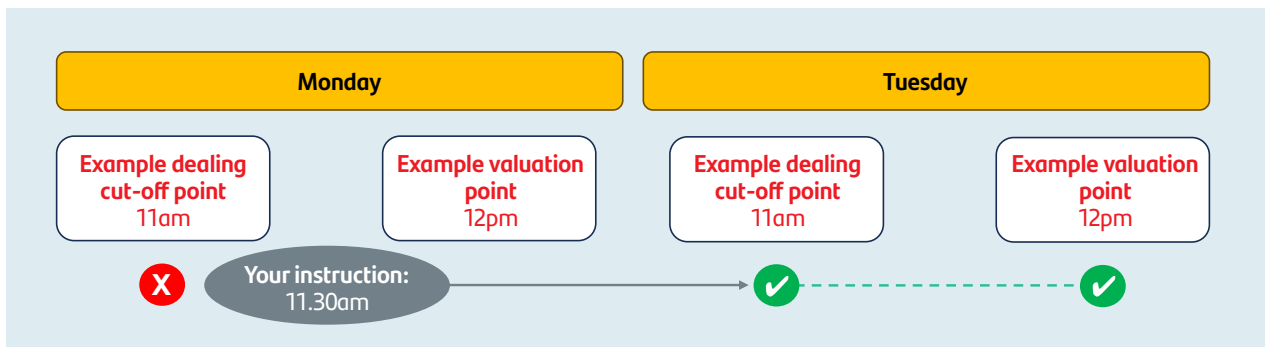 Monday
Tuesday
Example dealing
cut-off point
11am
Example valuation
point
12pm
Example dealing
cut-off point
11am
Example valuation
point
12pm
X
Your instruction:
11.30am
✔
✔